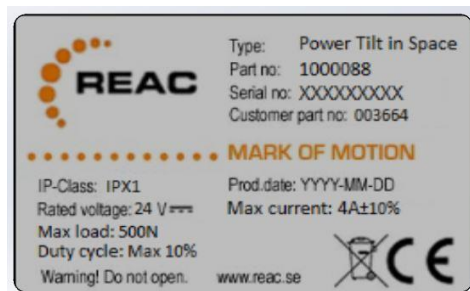 REAC
Type: Power Tilt in Space
Part no: 1000088
Serial no: XXXXXXXXX
Customer part no: 003664
MARK OF MOTION
IP-Class: IPX1
Rated voltage: 24 V
Max load: 500N
Duty cycle: Max 10%
Warning! Do not open.
Prod.date: YYYY-MM-DD
Max current: 4A±10%
www.reac.se
CE